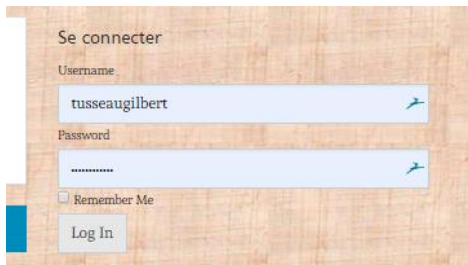 Se connecter
Username
tusseaugilbert
Password
............
Remember Me
Log In